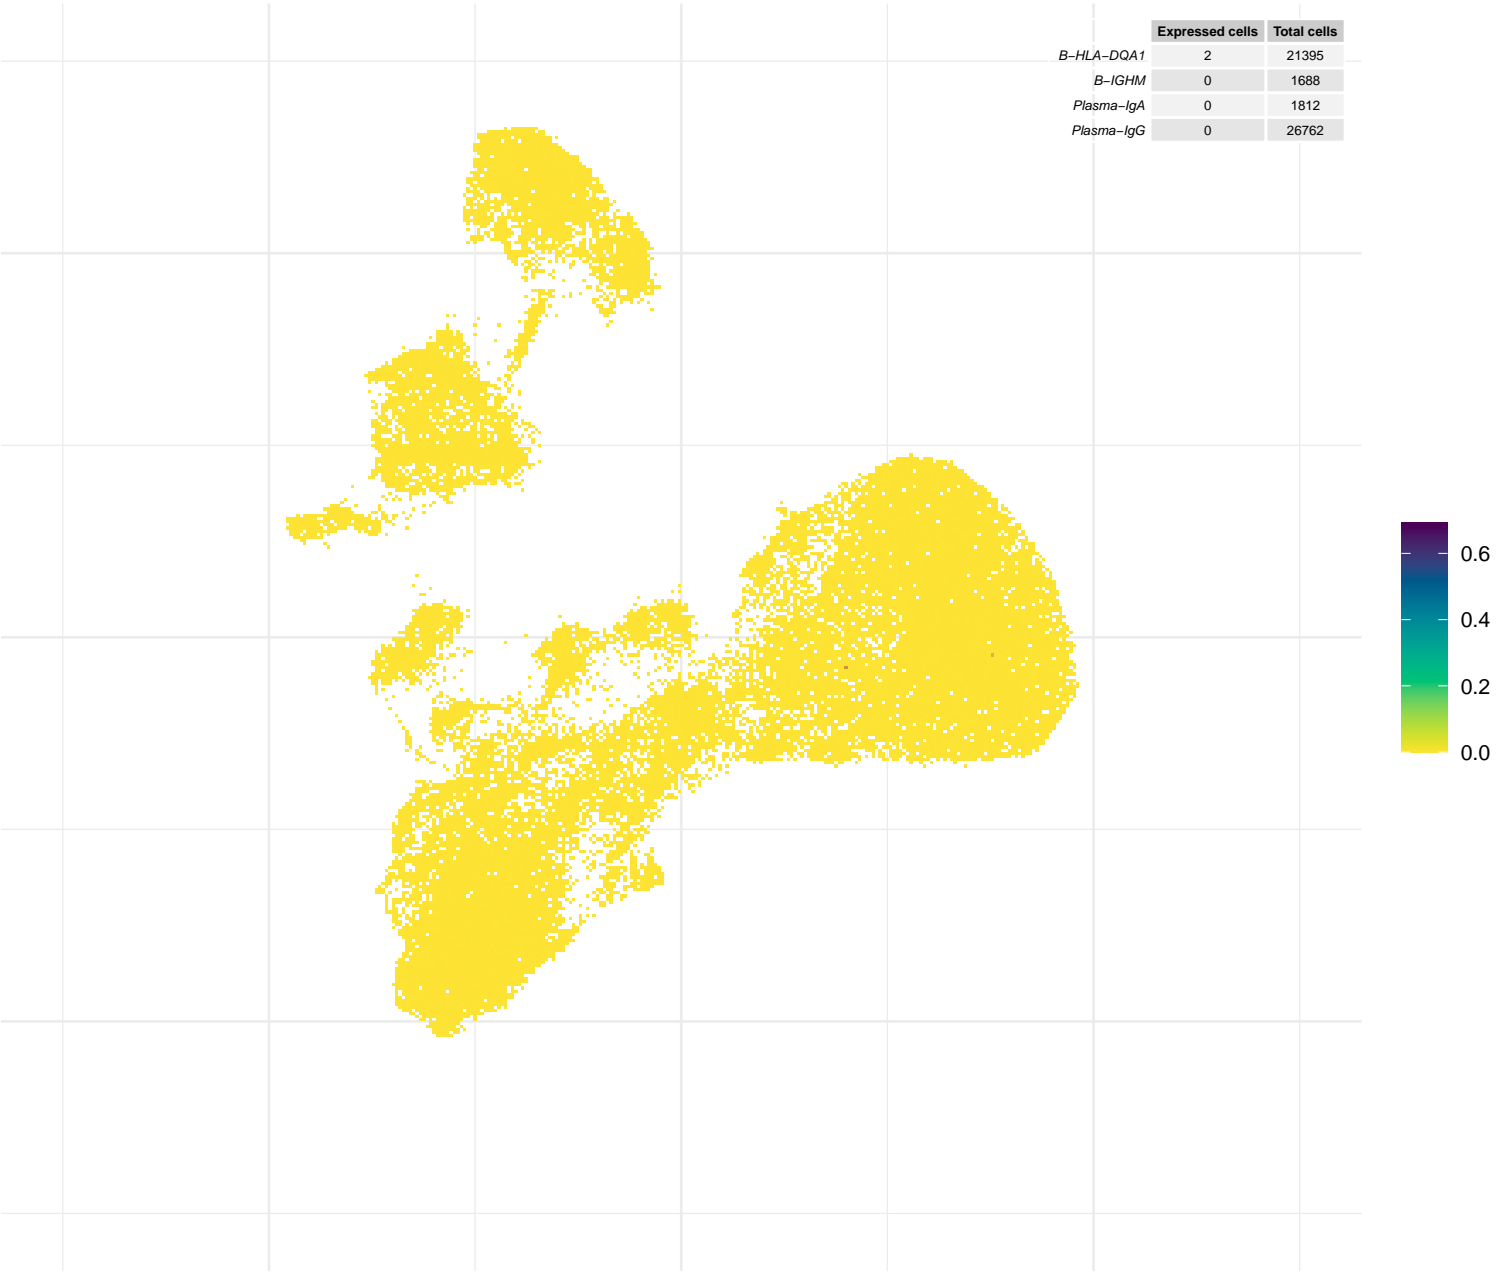 Expressed cells Total cells
B−HLA−DQA1 2 21395
B−IGHM 0 1688
Plasma−IgA 0 1812
Plasma−IgG 0 26762
0.6
0.4
0.2
0.0